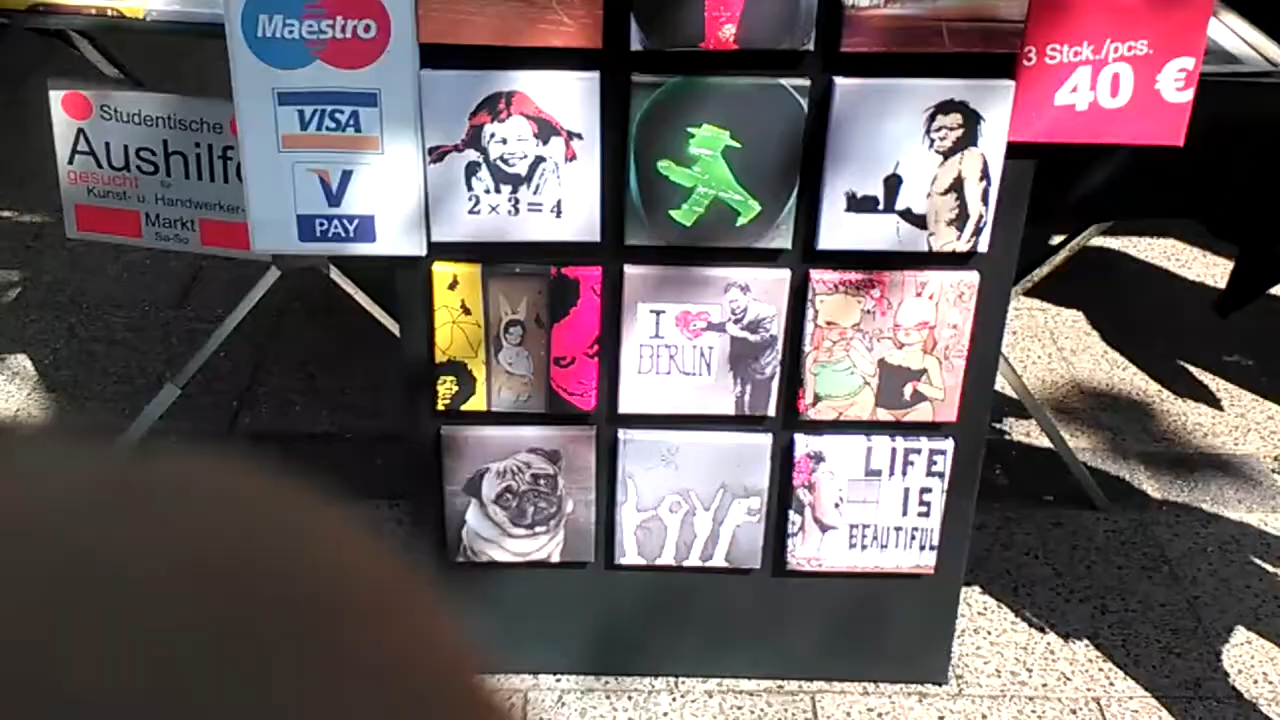 Maestro
VISA
V
PAY
Studentische
Aushilfe
gesucht für
Kunst- u. Handwerker-
Markt
Sa-So
3 Stck./pcs.
40 €
2 × 3 = 4
I
BERLIN
LOVE
LIFE
IS
BEAUTIFUL